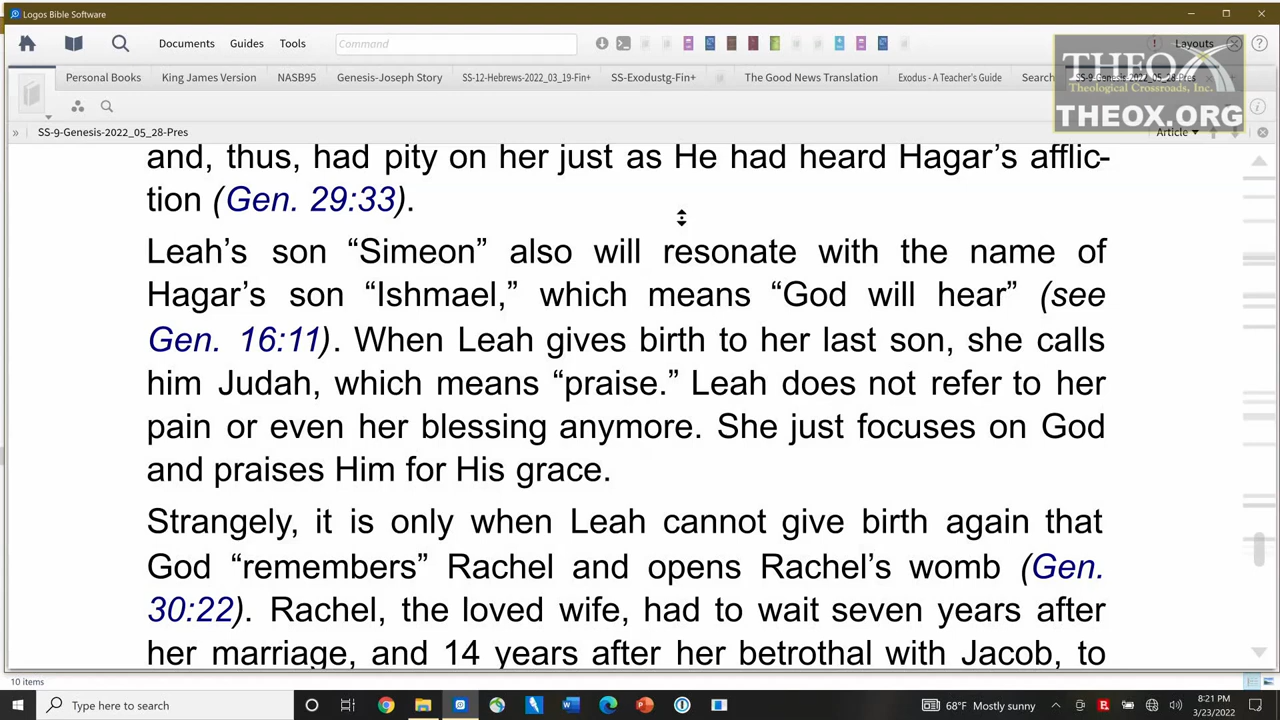 Logos Bible Software
Documents Guides Tools Command Layouts
THEOX
Theological Crossroads, Inc.
THEOX.ORG
Personal Books King James Version NASB95 SS-12-Hebrews-2022_03_19-Fin+ SS-Exodustg-Fin+ The Good News Translation Exodus - A Teacher's Guide Search SS-9-Genesis-2022_05_28-Pres
» SS-9-Genesis-2022_05_28-Pres Article
and, thus, had pity on her just as He had heard Hagar’s afflic-
tion (Gen. 29:33).
Leah’s son “Simeon” also will resonate with the name of
Hagar’s son “Ishmael,” which means “God will hear” (see
Gen. 16:11). When Leah gives birth to her last son, she calls
him Judah, which means “praise.” Leah does not refer to her
pain or even her blessing anymore. She just focuses on God
and praises Him for His grace.
Strangely, it is only when Leah cannot give birth again that
God “remembers” Rachel and opens Rachel’s womb (Gen.
30:22). Rachel, the loved wife, had to wait seven years after
her marriage, and 14 years after her betrothal with Jacob, to
10 items
Type here to search
68°F Mostly sunny
8:21 PM
3/23/2022